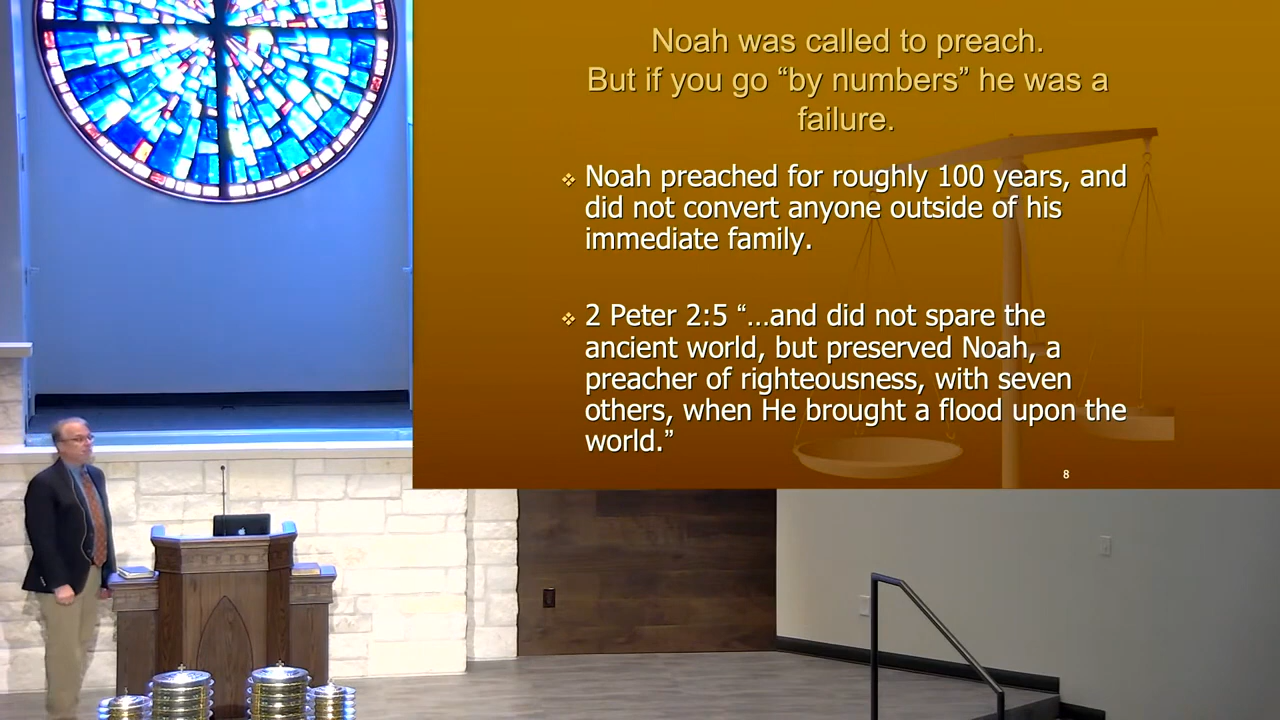 Noah was called to preach.
But if you go “by numbers” he was a
failure.
❖ Noah preached for roughly 100 years, and
did not convert anyone outside of his
immediate family.
❖ 2 Peter 2:5 “…and did not spare the
ancient world, but preserved Noah, a
preacher of righteousness, with seven
others, when He brought a flood upon the
world.”
8